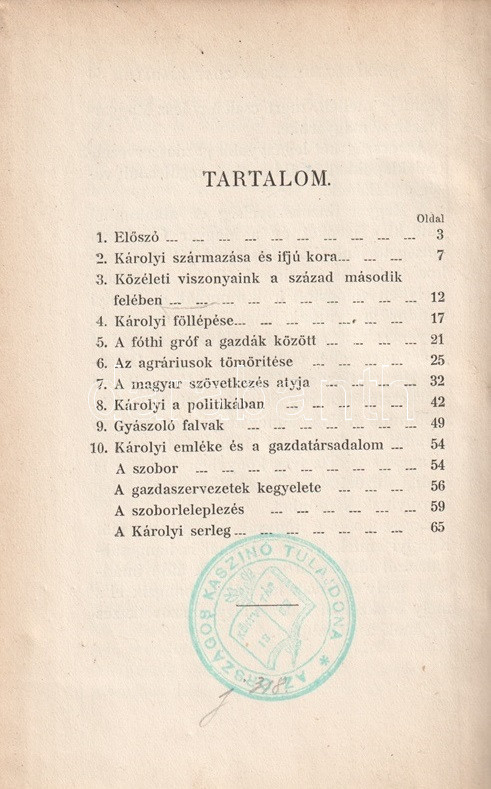 TARTALOM.
Oldal
1. Előszó 3
2. Károlyi származása és ifjú kora 7
3. Közéleti viszonyaink a század második
felében 12
4. Károlyi föllépése 17
5. A fóthi gróf a gazdák között 21
6. Az agráriusok tömörítése 25
7. A magyar szövetkezés atyja 32
8. Károlyi a politikában 42
9. Gyászoló falvak 49
10. Károlyi emléke és a gazdatársadalom 54
A szobor 54
A gazdaszervezetek kegyelete 56
A szoborleleplezés 59
A Károlyi serleg 65
AZ ORSZÁGOS KASZINÓ TULAJDONA